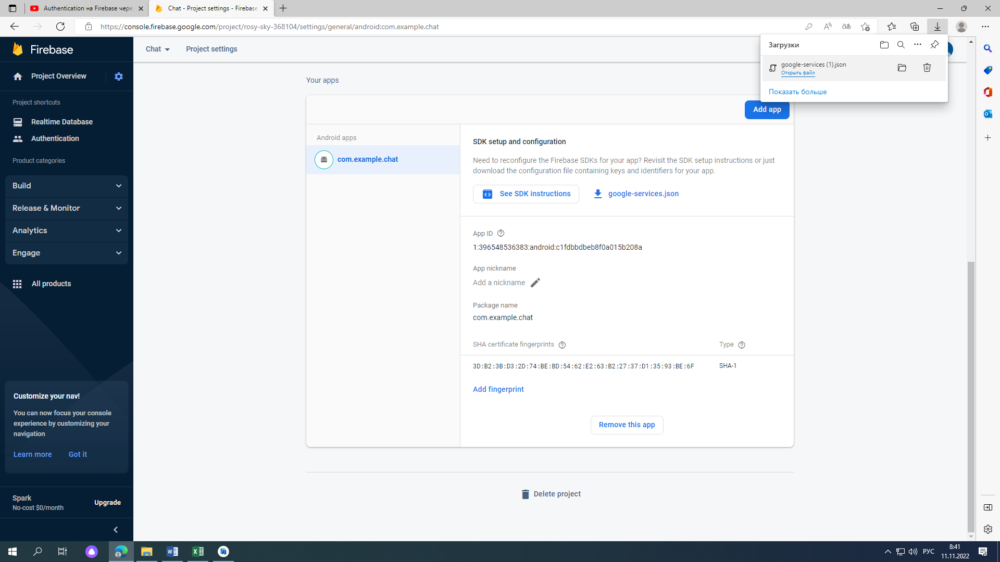 Authentication на Firebase чере
Chat - Project settings - Firebase
https://console.firebase.google.com/project/rosy-sky-368104/settings/general/android:com.example.chat
Firebase
Project Overview
Project shortcuts
Realtime Database
Authentication
Product categories
Build
Release & Monitor
Analytics
Engage
All products
Customize your nav!
You can now focus your console
experience by customizing your
navigation
Learn more Got it
Spark
No-cost $0/month
Upgrade
Chat Project settings
Загрузки
google-services (1).json
Открыть файл
Показать больше
Your apps
Add app
Android apps
com.example.chat
SDK setup and configuration
Need to reconfigure the Firebase SDKs for your app? Revisit the SDK setup instructions or just
download the configuration file containing keys and identifiers for your app.
See SDK instructions google-services.json
App ID
1:396548536383:android:c1fdbbdbeb8f0a015b208a
App nickname
Add a nickname
Package name
com.example.chat
SHA certificate fingerprints Type
3D:B2:3B:D3:2D:74:BE:BD:54:62:E2:63:B2:27:37:D1:35:93:BE:6F SHA-1
Add fingerprint
Remove this app
Delete project
РУС
8:41
11.11.2022